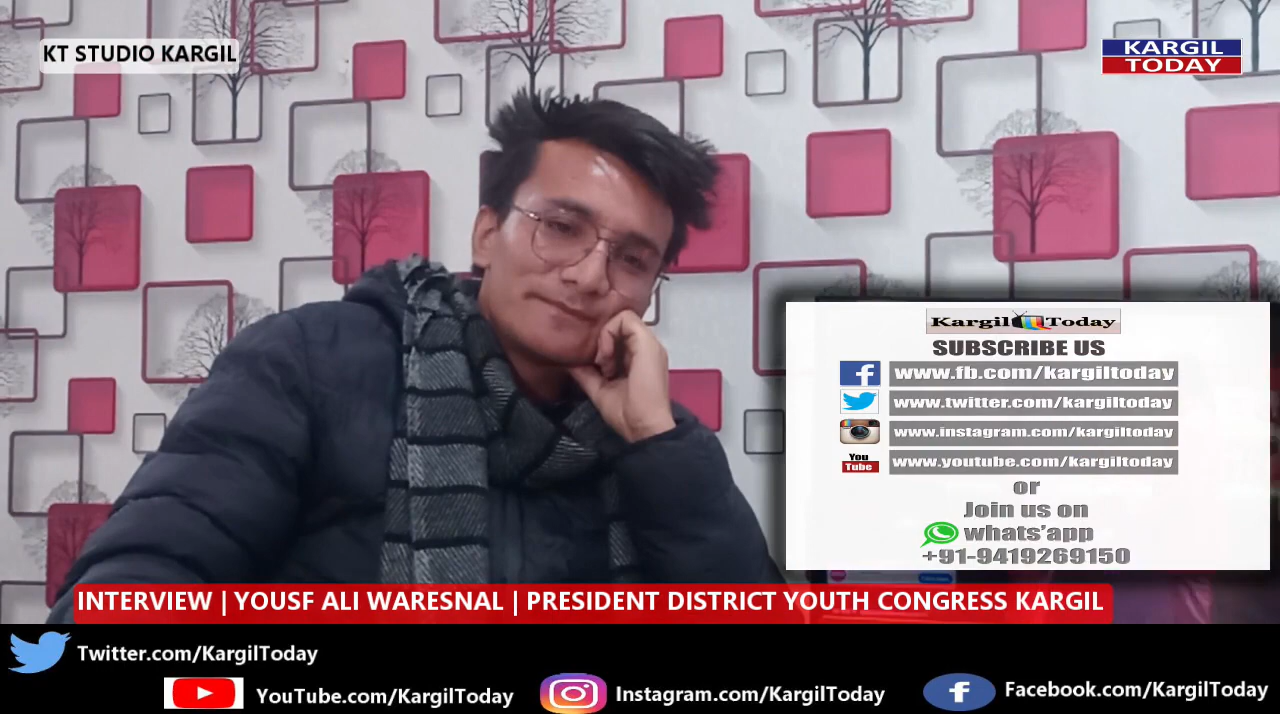 KT STUDIO KARGIL
KARGIL
TODAY
Kargil Today
SUBSCRIBE US
www.fb.com/kargiltoday
www.twitter.com/kargiltoday
www.instagram.com/kargiltoday
You
Tube
www.youtube.com/kargiltoday
or
Join us on
whats'app
+91-9419269150
INTERVIEW | YOUSF ALI WARESNAL | PRESIDENT DISTRICT YOUTH CONGRESS KARGIL
Twitter.com/KargilToday
YouTube.com/KargilToday
Instagram.com/KargilToday
Facebook.com/KargilToday